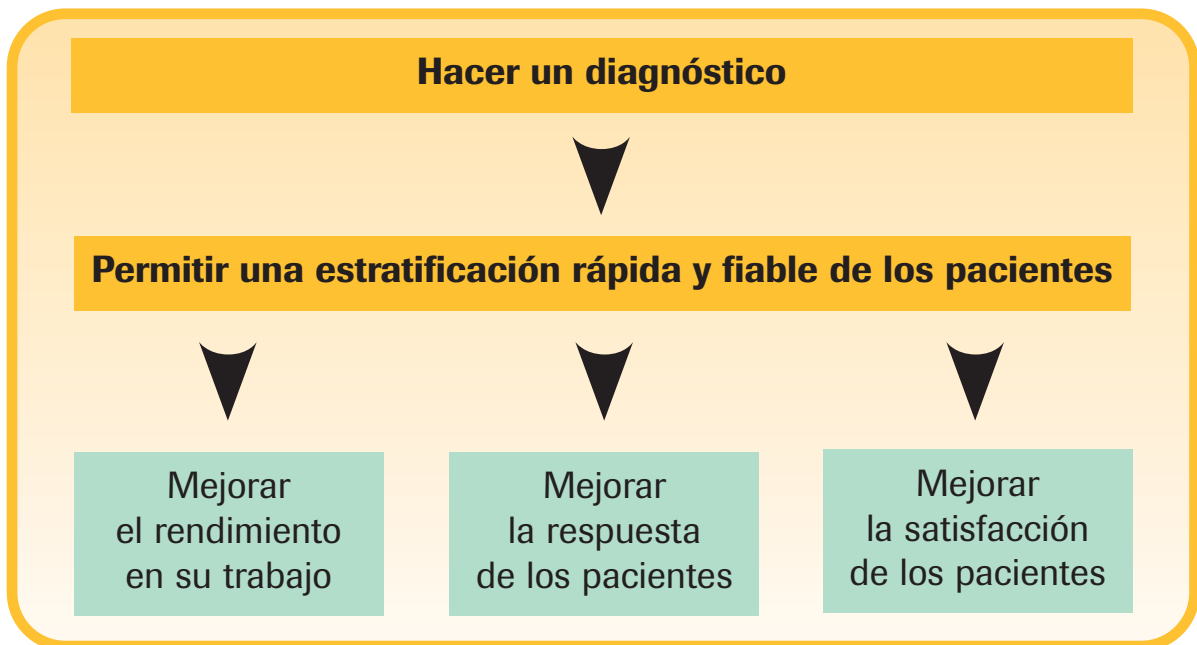 Hacer un diagnóstico
Permitir una estratificación rápida y fiable de los pacientes
Mejorar
el rendimiento
en su trabajo
Mejorar
la respuesta
de los pacientes
Mejorar
la satisfacción
de los pacientes